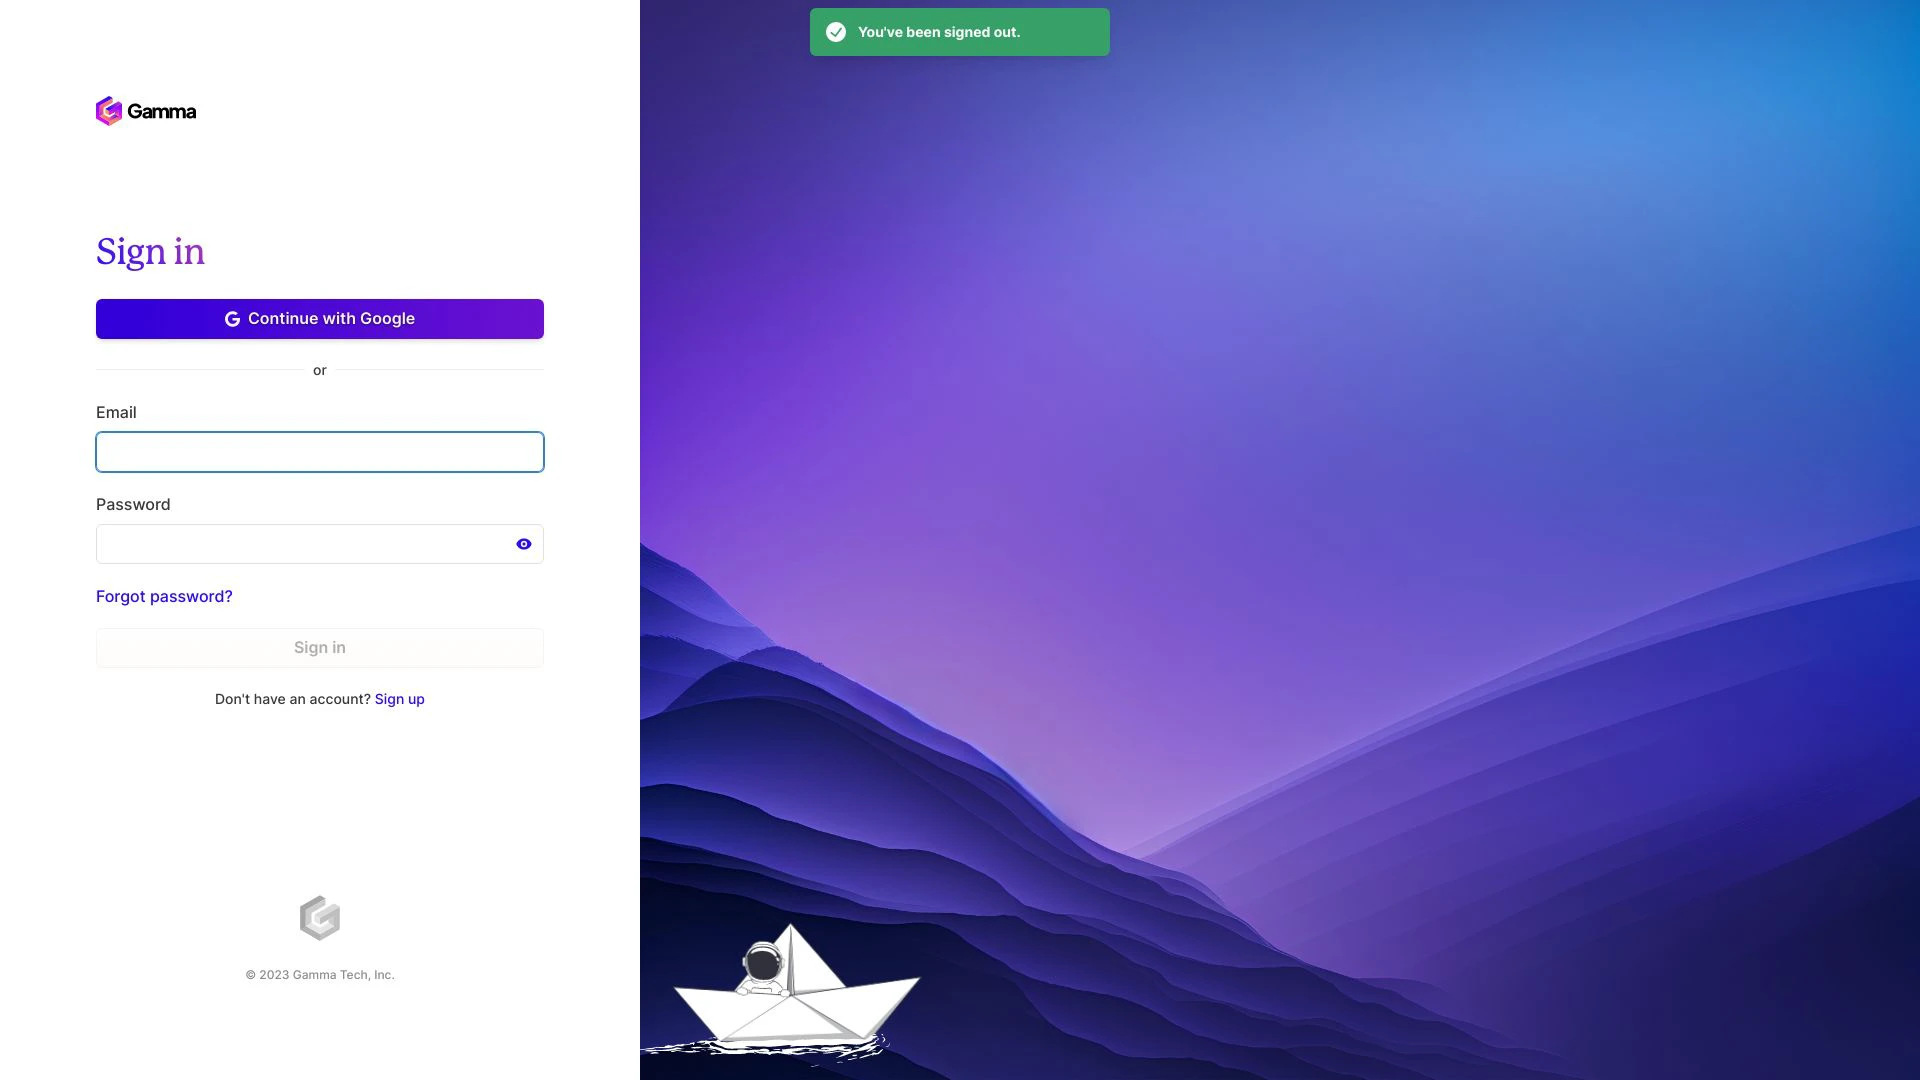 You've been signed out.
Gamma
Sign in
Continue with Google
or
Email
Password
Forgot password?
Sign in
Don't have an account? Sign up
© 2023 Gamma Tech, Inc.